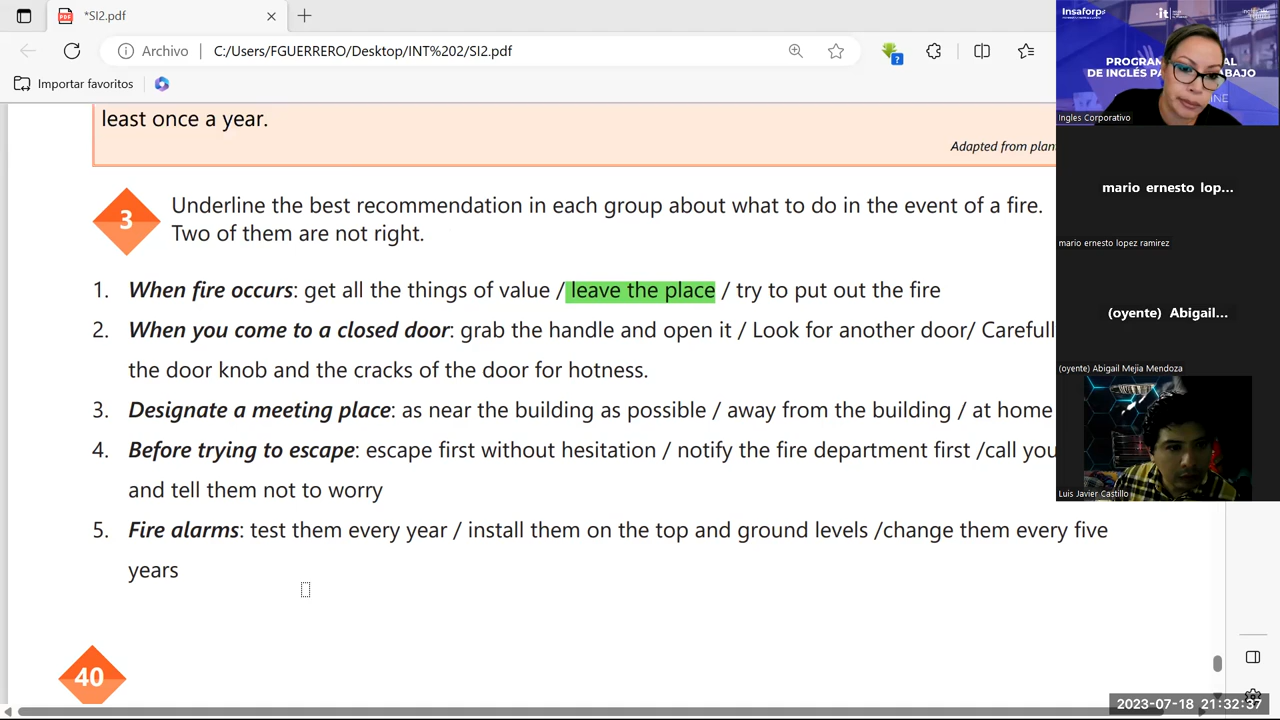 *SI2.pdf
Archivo
C:/Users/FGUERRERO/Desktop/INT%202/SI2.pdf
Importar favoritos
least once a year.
Adapted from plan
3
Underline the best recommendation in each group about what to do in the event of a fire.
Two of them are not right.
1. When fire occurs: get all the things of value / leave the place / try to put out the fire
2. When you come to a closed door: grab the handle and open it / Look for another door/ Carefull
the door knob and the cracks of the door for hotness.
3. Designate a meeting place: as near the building as possible / away from the building / at home
4. Before trying to escape: escape first without hesitation / notify the fire department first /call you
and tell them not to worry
5. Fire alarms: test them every year / install them on the top and ground levels /change them every five
years
40
Insaforp
it
PROGRAM AL
DE INGLÉS PA ABAJO
INE
Ingles Corporativo
mario ernesto lop...
mario ernesto lopez ramirez
(oyente) Abigail...
(oyente) Abigail Mejia Mendoza
Luis Javier Castillo
2023-07-18 21:32:37